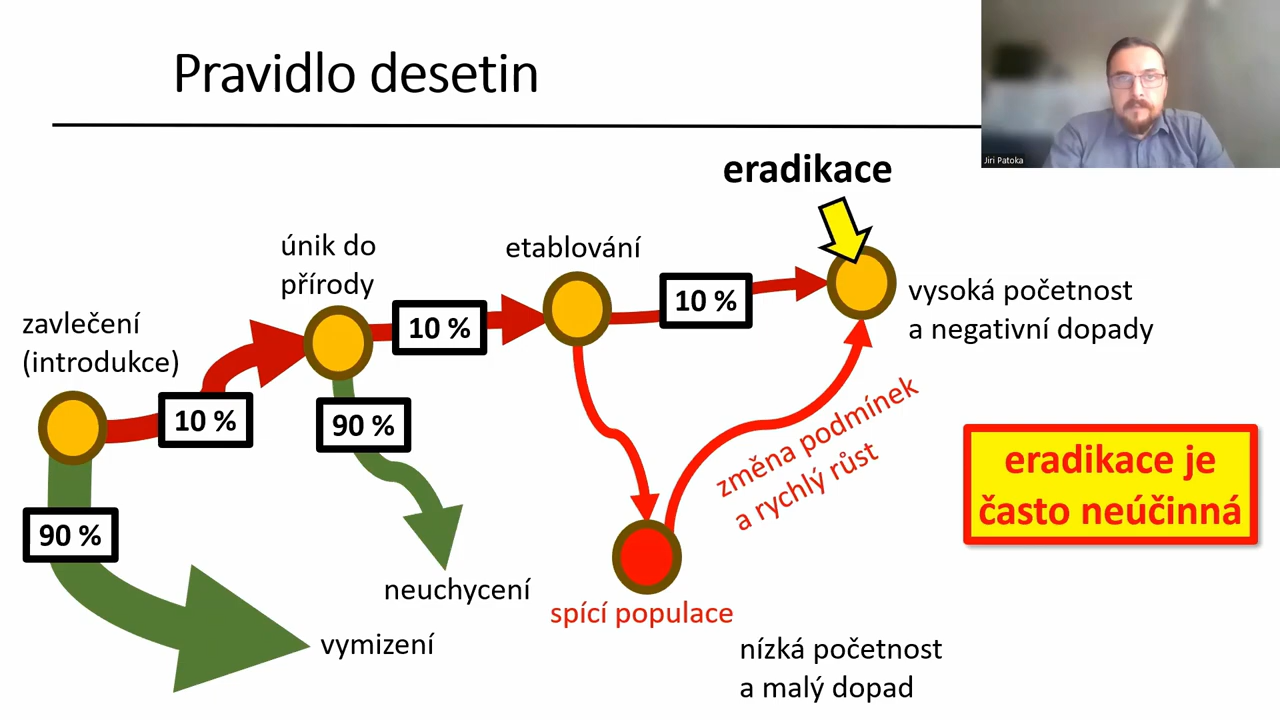 Pravidlo desetin
Jiri Patoka
eradikace
únik do
přírody
etablování
zavlečení
(introdukce)
10 %
10 %
10 %
vysoká početnost
a negativní dopady
90 %
90 %
změna podmínek
a rychlý růst
eradikace je
často neúčinná
neuchycení
spící populace
vymizení
nízká početnost
a malý dopad